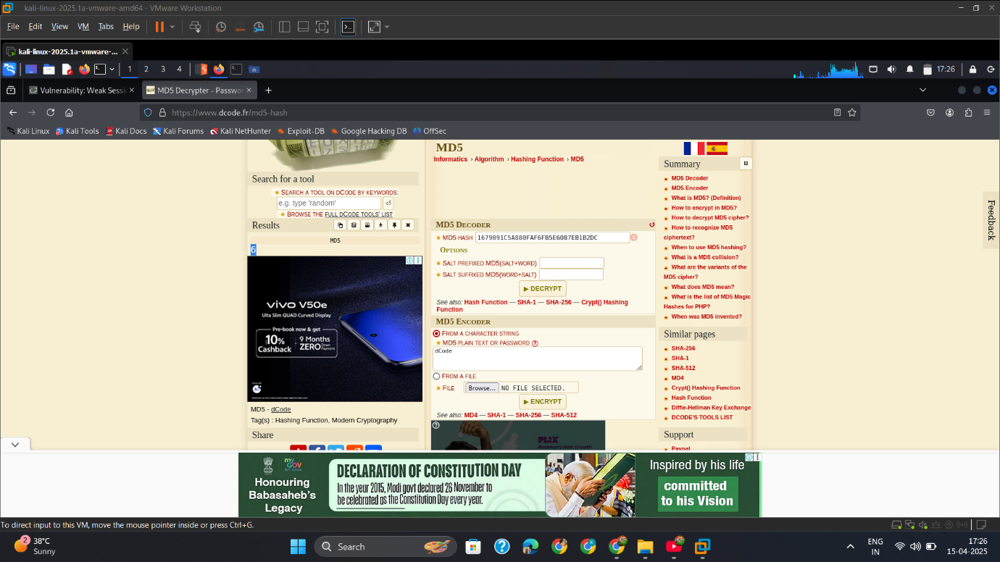 kali-linux-2025.1a-vmware-amd64 - VMware Workstation
File Edit View VM Tabs Help
kali-linux-2025.1a-vmware-...
1 2 3 4 17:26
Vulnerability: Weak Sessi MD5 Decrypter - Passwor
https://www.dcode.fr/md5-hash
Kali Linux Kali Tools Kali Docs Kali Forums Kali NetHunter Exploit-DB Google Hacking DB OffSec
Search for a tool
★ SEARCH A TOOL ON DCODE BY KEYWORDS:
e.g. type 'random'
★ BROWSE THE FULL DCODE TOOLS' LIST
Results
MD5
6
vivo V50e
Ulta Slim QUAD Curved Display
Pre-book now & get
10% Cashback
9 Months ZERO Down Payment
MD5 - dCode
Tag(s) : Hashing Function, Modern Cryptography
Share
MD5
Informatics › Algorithm › Hashing Function › MD5
MD5 DECODER
★ MD5 HASH 1679091C5A880FAF6FB5E6087EB1B2DC
OPTIONS
★ SALT PREFIXED MD5(SALT+WORD)
★ SALT SUFFIXED MD5(WORD+SALT)
▶ DECRYPT
See also: Hash Function — SHA-1 — SHA-256 — Crypt() Hashing
Function
MD5 ENCODER
FROM A CHARACTER STRING
★ MD5 PLAIN TEXT OR PASSWORD ?
dCode
FROM A FILE
★ FILE Browse... NO FILE SELECTED.
▶ ENCRYPT
See also: MD4 — SHA-1 — SHA-256 — SHA-512
PLIX
Rosemary Hair Growth
Summary
MD5 Decoder
MD5 Encoder
What is MD5? (Definition)
How to encrypt in MD5?
How to decrypt MD5 cipher?
How to recognize MD5
ciphertext?
When to use MD5 hashing?
What is a MD5 collision?
What are the variants of the
MD5 cipher?
What does MD5 mean?
What is the list of MD5 Magic
Hashes for PHP?
When was MD5 invented?
Similar pages
SHA-256
SHA-1
SHA-512
MD4
Crypt() Hashing Function
Hash Function
Diffie-Hellman Key Exchange
DCODE'S TOOLS LIST
Support
Paypal
Feedback
my GOV
Honouring
Babasaheb's
Legacy
DECLARATION OF CONSTITUTION DAY
In the year 2015, Modi govt declared 26 November to
be celebrated as the Constitution Day every year.
Inspired by his life
committed
to his Vision
To direct input to this VM, move the mouse pointer inside or press Ctrl+G.
2
38°C
Sunny
Search
ENG
IN
17:26
15-04-2025